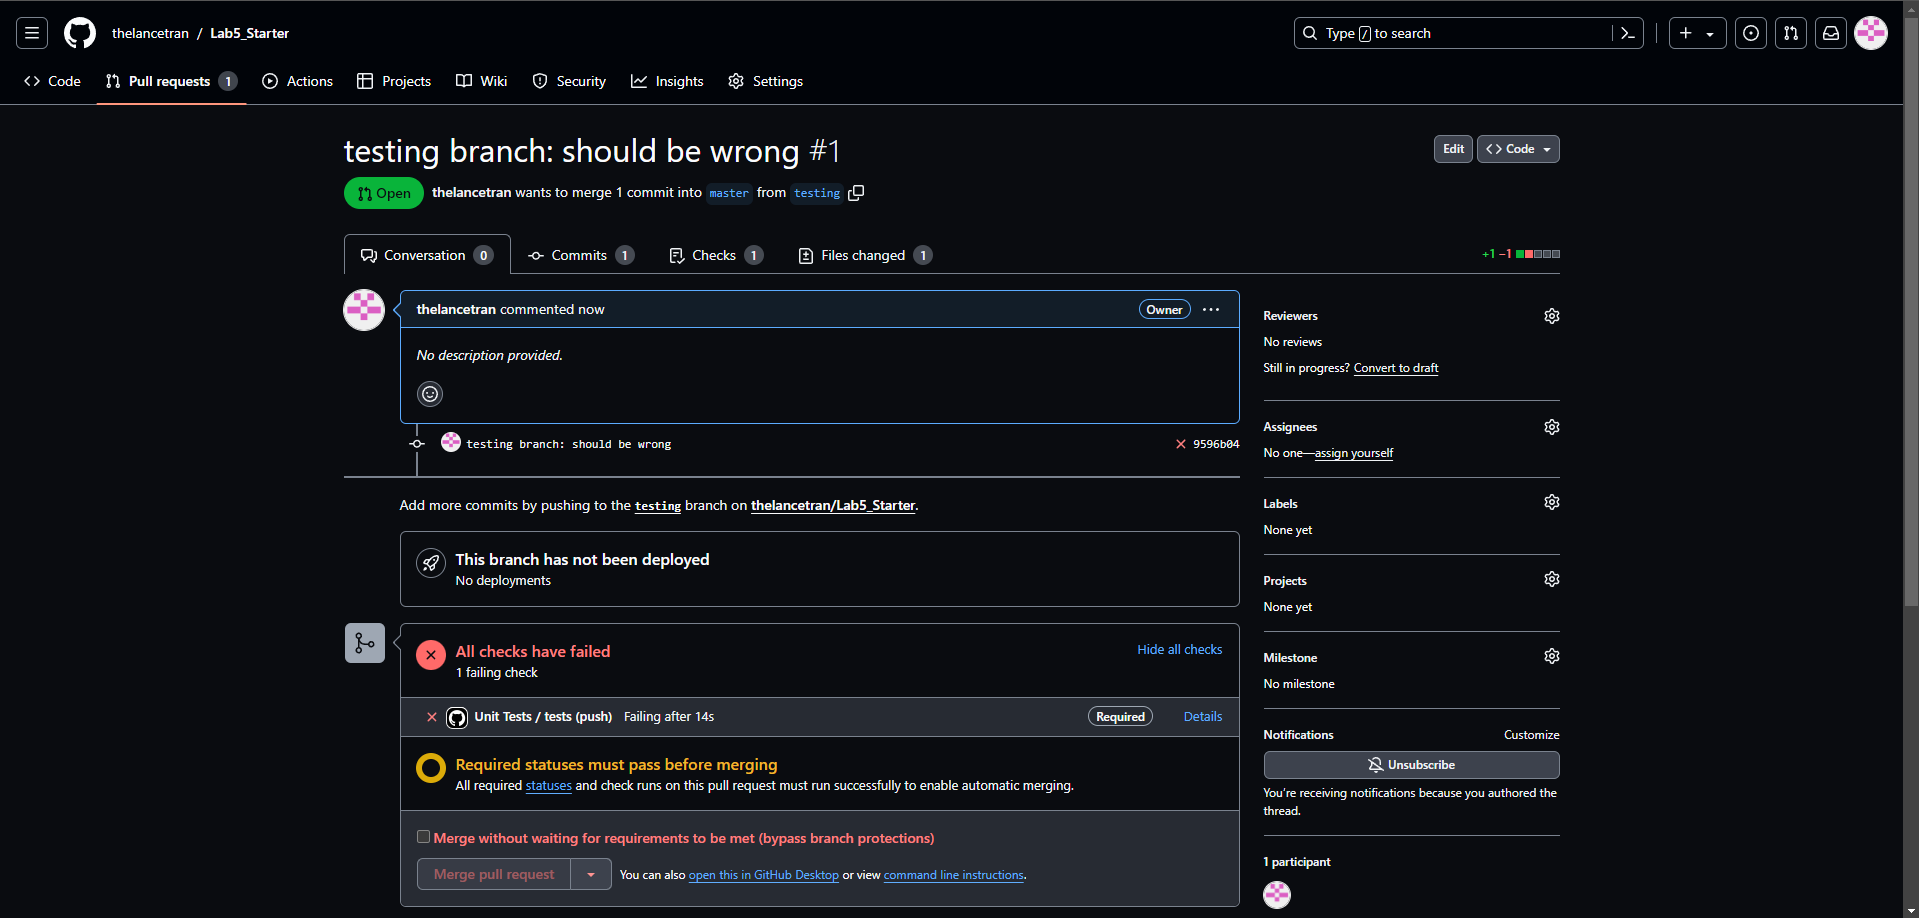 thelancetran / Lab5_Starter
Type / to search
Code
Pull requests 1
Actions
Projects
Wiki
Security
Insights
Settings
testing branch: should be wrong #1
Edit
Code
Open
thelancetran wants to merge 1 commit into master from testing
Conversation 0
Commits 1
Checks 1
Files changed 1
+1 −1
thelancetran commented now
Owner
No description provided.
testing branch: should be wrong
9596b04
Add more commits by pushing to the testing branch on thelancetran/Lab5_Starter.
This branch has not been deployed
No deployments
All checks have failed
1 failing check
Hide all checks
Unit Tests / tests (push) Failing after 14s
Required
Details
Required statuses must pass before merging
All required statuses and check runs on this pull request must run successfully to enable automatic merging.
Merge without waiting for requirements to be met (bypass branch protections)
Merge pull request
You can also open this in GitHub Desktop or view command line instructions.
Reviewers
No reviews
Still in progress? Convert to draft
Assignees
No one—assign yourself
Labels
None yet
Projects
None yet
Milestone
No milestone
Notifications
Customize
Unsubscribe
You're receiving notifications because you authored the
thread.
1 participant